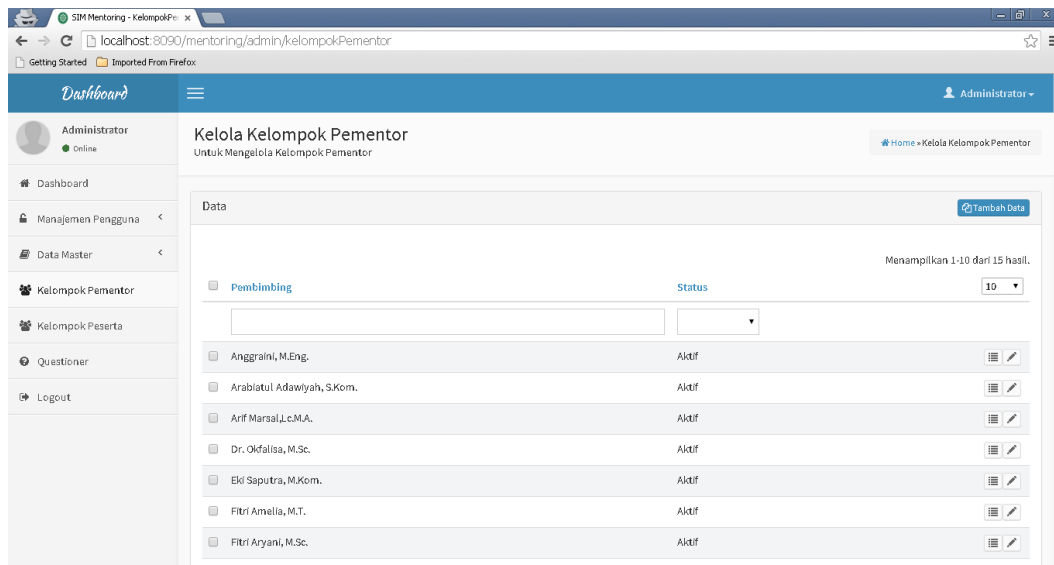 SIM Mentoring - KelompokPe
localhost:8090/mentoring/admin/kelompokPementor
Getting Started Imported From Firefox
Dashboard
Administrator
Administrator
Online
Kelola Kelompok Pementor
Untuk Mengelola Kelompok Pementor
Home » Kelola Kelompok Pementor
Dashboard
Manajemen Pengguna
Data Master
Kelompok Pementor
Kelompok Peserta
Questioner
Logout
Data
Tambah Data
Menampilkan 1-10 dari 15 hasil.
Pembimbing Status 10
Anggraini, M.Eng. Aktif
Arabiatul Adawiyah, S.Kom. Aktif
Arif Marsal,Lc.M.A. Aktif
Dr. Okfalisa, M.Sc. Aktif
Eki Saputra, M.Kom. Aktif
Fitri Amelia, M.T. Aktif
Fitri Aryani, M.Sc. Aktif